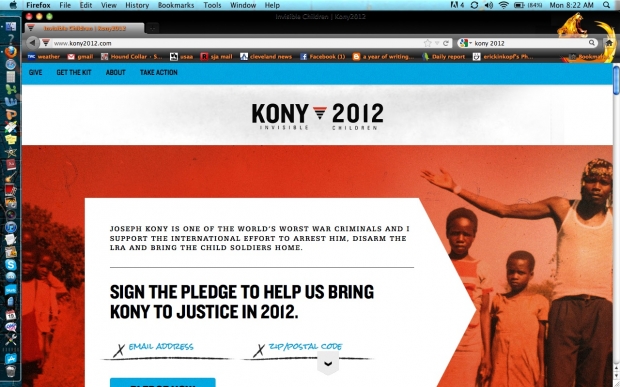 Firefox File Edit View History Bookmarks Tools Window Help 4 (84%) Mon 8:22 AM
Invisible Children | Kony2012
Invisible Children | Kony2012
www.kony2012.com
kony 2012
weather gmail Hound Collar - S... usaa sja mail cleveland news Facebook (1) a year of writing... Daily report erickinkopf's Ph... Bookmarks
GIVE GET THE KIT ABOUT TAKE ACTION
KONY 2012
INVISIBLE CHILDREN
JOSEPH KONY IS ONE OF THE WORLD'S WORST WAR CRIMINALS AND I
SUPPORT THE INTERNATIONAL EFFORT TO ARREST HIM, DISARM THE
LRA AND BRING THE CHILD SOLDIERS HOME.
SIGN THE PLEDGE TO HELP US BRING
KONY TO JUSTICE IN 2012.
X EMAIL ADDRESS X ZIP/POSTAL CODE